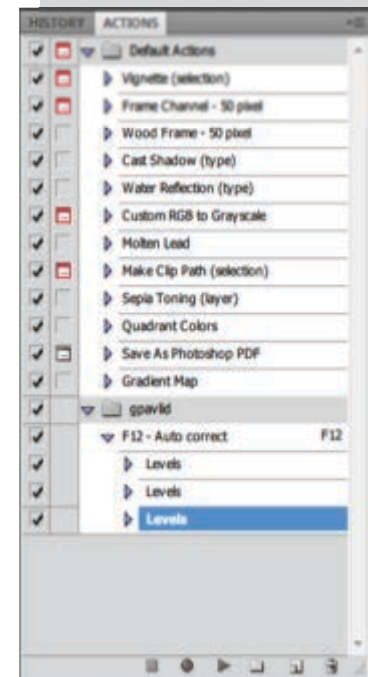 HISTORY ACTIONS
Default Actions
Vignette (selection)
Frame Channel - 50 pixel
Wood Frame - 50 pixel
Cast Shadow (type)
Water Reflection (type)
Custom RGB to Grayscale
Molten Lead
Make Clip Path (selection)
Sepia Toning (layer)
Quadrant Colors
Save As Photoshop PDF
Gradient Map
gpavlid
F12 - Auto correct F12
Levels
Levels
Levels